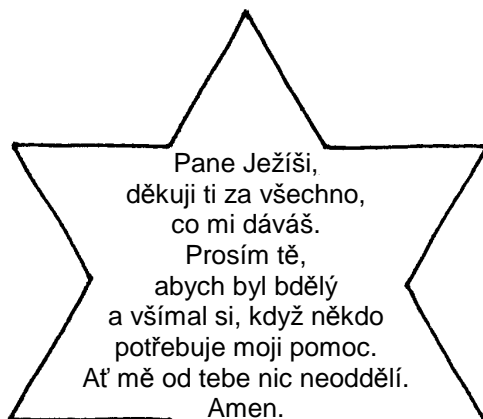 Pane Ježíši,
děkuji ti za všechno,
co mi dáváš.
Prosím tě,
abych byl bdělý
a všímal si, když někdo
potřebuje moji pomoc.
Ať mě od tebe nic neoddělí.
Amen.